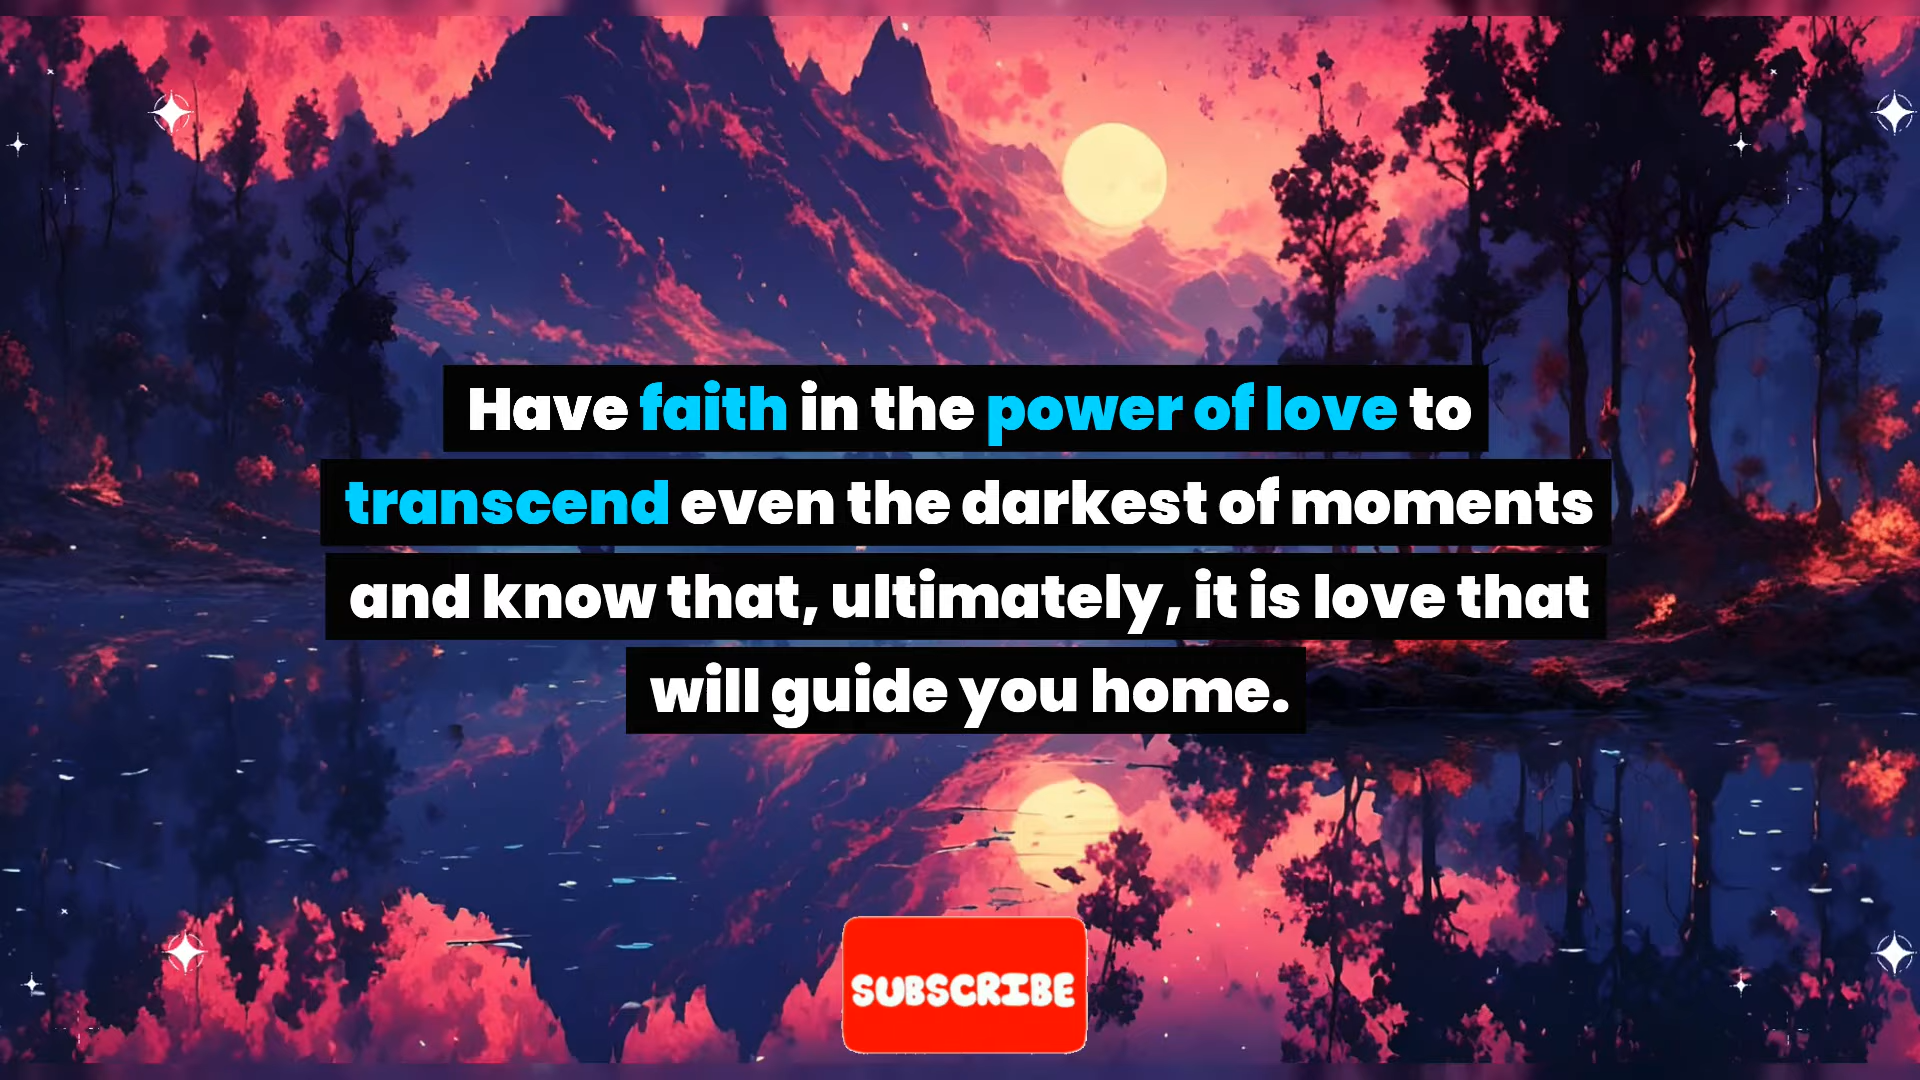 Have faith in the power of love to
transcend even the darkest of moments
and know that, ultimately, it is love that
will guide you home.
SUBSCRIBE